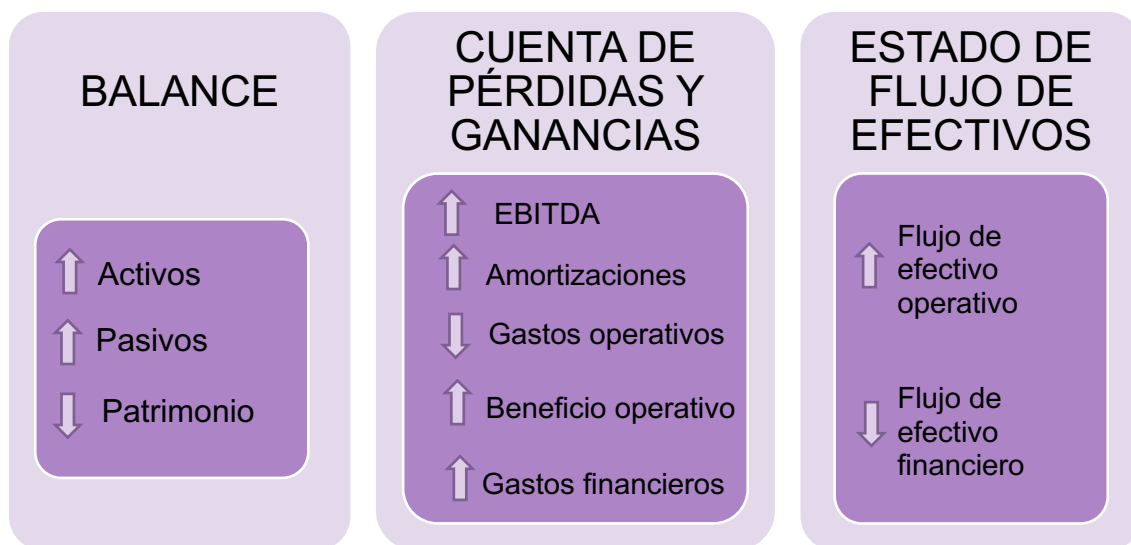 BALANCE
Activos
Pasivos
Patrimonio
CUENTA DE
PÉRDIDAS Y
GANANCIAS
EBITDA
Amortizaciones
Gastos operativos
Beneficio operativo
Gastos financieros
ESTADO DE
FLUJO DE
EFECTIVOS
Flujo de
efectivo
operativo
Flujo de
efectivo
financiero